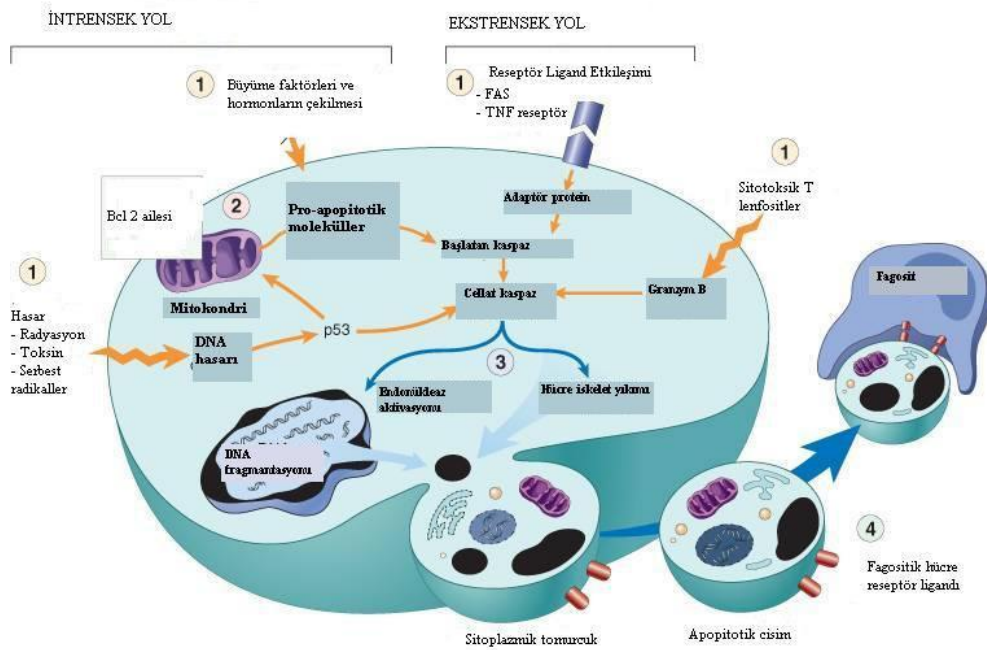 İNTRENSEK YOL
EKSTRENSEK YOL
1
Büyüme faktörleri ve
hormonların çekilmesi
1
Reseptör Ligand Etkileşimi
- FAS
- TNF reseptör
1
Sitotoksik T
lenfositler
Bcl 2 ailesi
2
Pro-apopitotik
moleküller
Adaptör protein
Başlatan kaspaz
Fagosit
1
Hasar
- Radyasyon
- Toksin
- Serbest
radikaller
Mitokondri
Cellat kaspaz
Granzym B
p53
DNA
hasarı
3
Endonükleaz
aktivasyonu
Hücre iskelet yıkımı
DNA
fragmantasyonu
4
Fagositik hücre
reseptör ligandı
Sitoplazmik tomurcuk
Apopitotik cisim